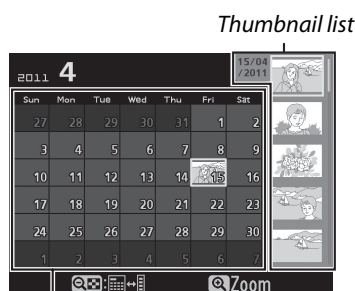 Thumbnail list
2011 4
15/04
/2011
Sun Mon Tue Wed Thu Fri Sat
27 28 29 30 31 1 2
3 4 5 6 7 8 9
10 11 12 13 14 15 16
17 18 19 20 21 22 23
24 25 26 27 28 29 30
1 2 3 4 5 6 7
Zoom